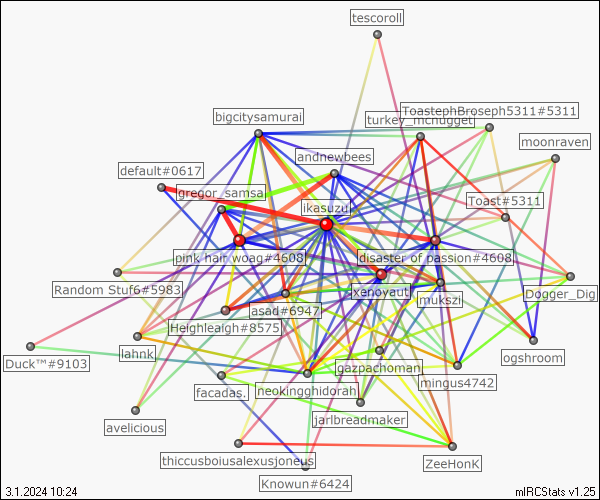 tescoroll
ToastephBroseph5311#5311
bigcitysamurai
turkey_mcnugget
moonraven
andnewbees
default#0617
gregor_samsa
Toast#5311
ikasuzu
pink hair woag#4608
disaster of passion#4608
Random Stuf6#5983
xenovaut
mukszi
Dogger_Dig
asad#6947
Heighleagh#8575
lahnk
ogshroom
Duck™#9103
gazpachoman
mingus4742
facadas.
neokingghidorah
jarlbreadmaker
avelicious
thiccusboiusalexusjoneus
ZeeHonK
Knowun#6424
3.1.2024 10:24
mIRCStats v1.25